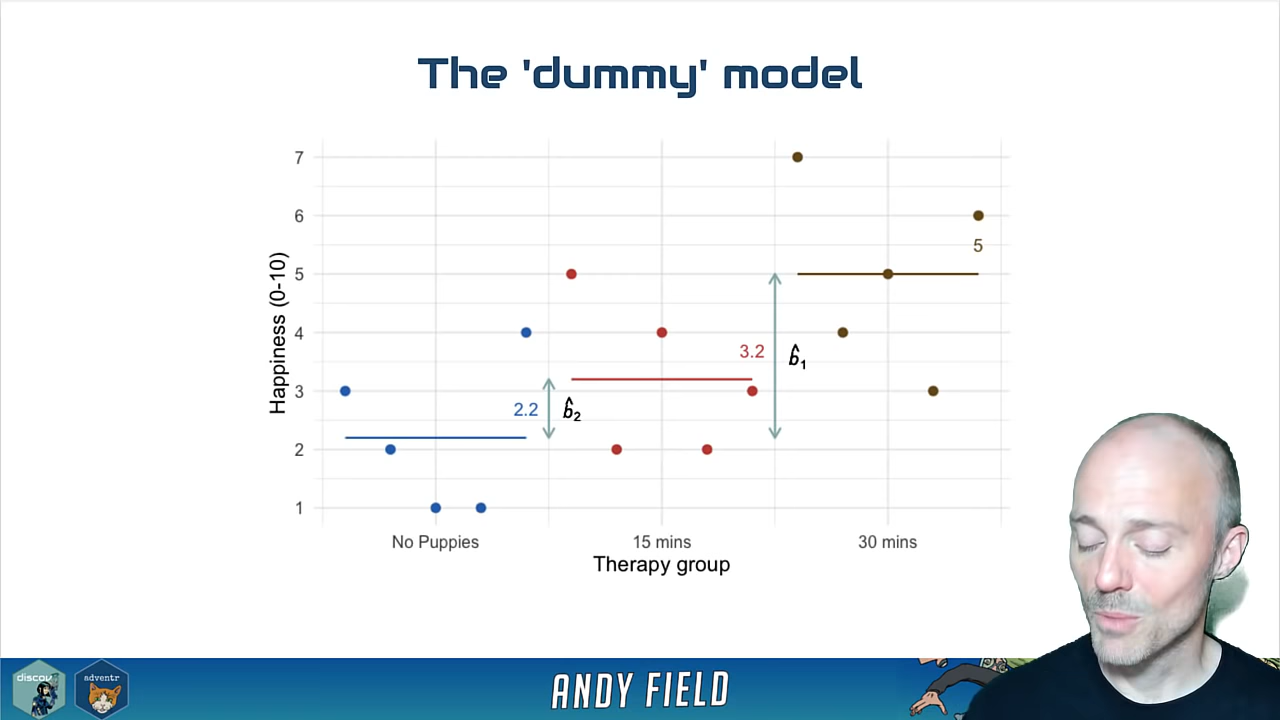 The 'dummy' model
Happiness (0-10)
7
6
5
4
3
2
1
2.2
b̂₂
3.2
b̂₁
5
No Puppies 15 mins 30 mins
Therapy group
discov
adventr
ANDY FIELD